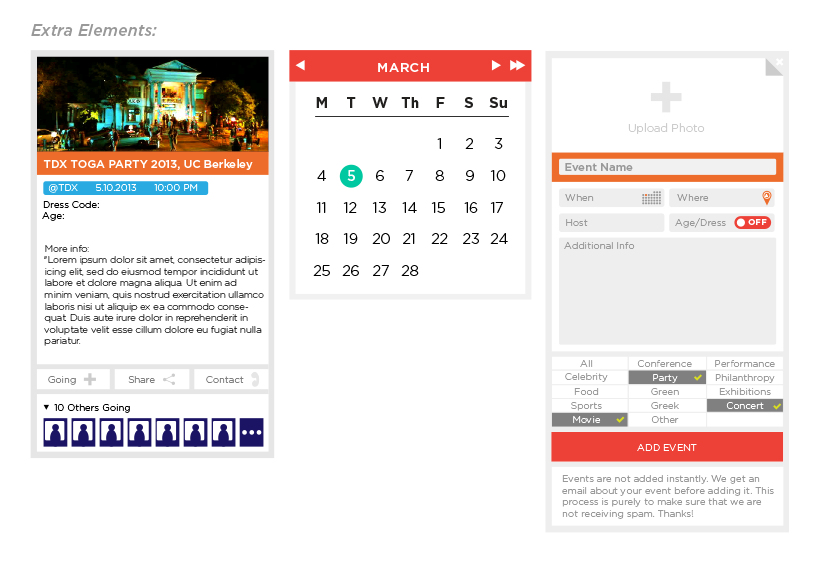 Extra Elements:
TDX TOGA PARTY 2013, UC Berkeley
@TDX 5.10.2013 10:00 PM
Dress Code:
Age:
More info:
"Lorem ipsum dolor sit amet, consectetur adipis-
icing elit, sed do eiusmod tempor incididunt ut
labore et dolore magna aliqua. Ut enim ad
minim veniam, quis nostrud exercitation ullamco
laboris nisi ut aliquip ex ea commodo conse-
quat. Duis aute irure dolor in reprehenderit in
voluptate velit esse cillum dolore eu fugiat nulla
pariatur.
Going
Share
Contact
10 Others Going
MARCH
M T W Th F S Su
1 2 3
4 5 6 7 8 9 10
11 12 13 14 15 16 17
18 19 20 21 22 23 24
25 26 27 28
Upload Photo
Event Name
When
Where
Host
Age/Dress OFF
Additional Info
All Conference Performance
Celebrity Party Philanthropy
Food Green Exhibitions
Sports Greek Concert
Movie Other
ADD EVENT
Events are not added instantly. We get an
email about your event before adding it. This
process is purely to make sure that we are
not receiving spam. Thanks!